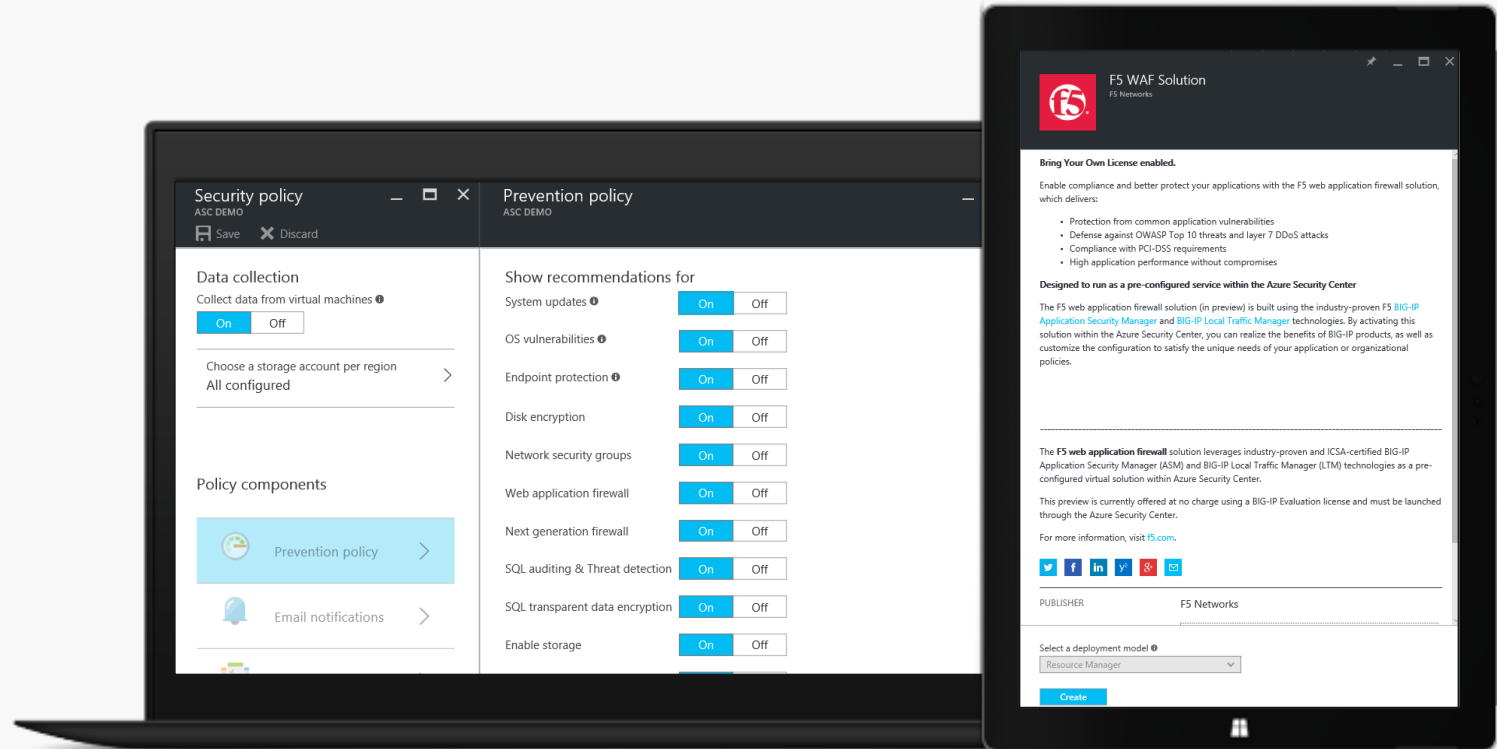 Security policy
ASC DEMO
Save
Discard
Data collection
Collect data from virtual machines
On Off
Choose a storage account per region
All configured
Policy components
Prevention policy
Email notifications
Prevention policy
ASC DEMO
Show recommendations for
System updates On Off
OS vulnerabilities On Off
Endpoint protection On Off
Disk encryption On Off
Network security groups On Off
Web application firewall On Off
Next generation firewall On Off
SQL auditing & Threat detection On Off
SQL transparent data encryption On Off
Enable storage On Off
f5
F5 WAF Solution
F5 Networks
Bring Your Own License enabled.
Enable compliance and better protect your applications with the F5 web application firewall solution,
which delivers:
• Protection from common application vulnerabilities
• Defense against OWASP Top 10 threats and layer 7 DDoS attacks
• Compliance with PCI-DSS requirements
• High application performance without compromises
Designed to run as a pre-configured service within the Azure Security Center
The F5 web application firewall solution (in preview) is built using the industry-proven F5 BIG-IP
Application Security Manager and BIG-IP Local Traffic Manager technologies. By activating this
solution within the Azure Security Center, you can realize the benefits of BIG-IP products, as well as
customize the configuration to satisfy the unique needs of your application or organizational
policies.
The F5 web application firewall solution leverages industry-proven and ICSA-certified BIG-IP
Application Security Manager (ASM) and BIG-IP Local Traffic Manager (LTM) technologies as a pre-
configured virtual solution within Azure Security Center.
This preview is currently offered at no charge using a BIG-IP Evaluation license and must be launched
through the Azure Security Center.
For more information, visit f5.com.
PUBLISHER F5 Networks
Select a deployment model
Resource Manager
Create